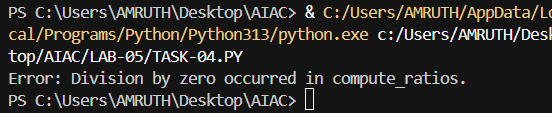 PS C:\Users\AMRUTH\Desktop\AIAC> & C:/Users/AMRUTH/AppData/Lo
cal/Programs/Python/Python313/python.exe c:/Users/AMRUTH/Desk
top/AIAC/LAB-05/TASK-04.PY
Error: Division by zero occurred in compute_ratios.
PS C:\Users\AMRUTH\Desktop\AIAC>